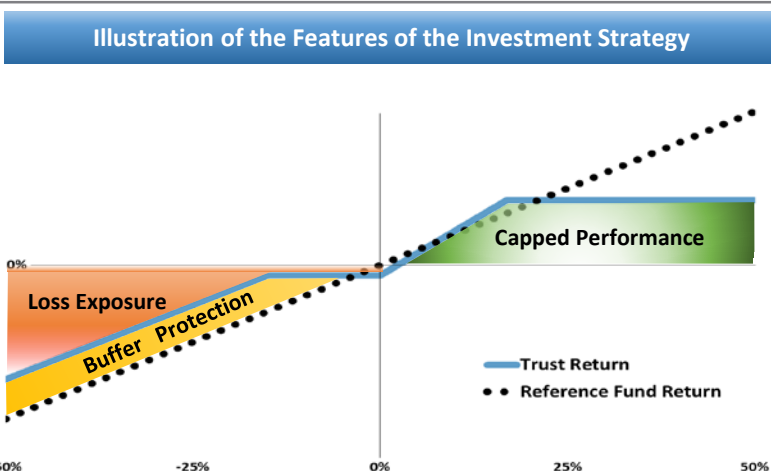 Illustration of the Features of the Investment Strategy
0%
Capped Performance
Loss Exposure
Buffer Protection
Trust Return
Reference Fund Return
-25% 0% 25% 50%